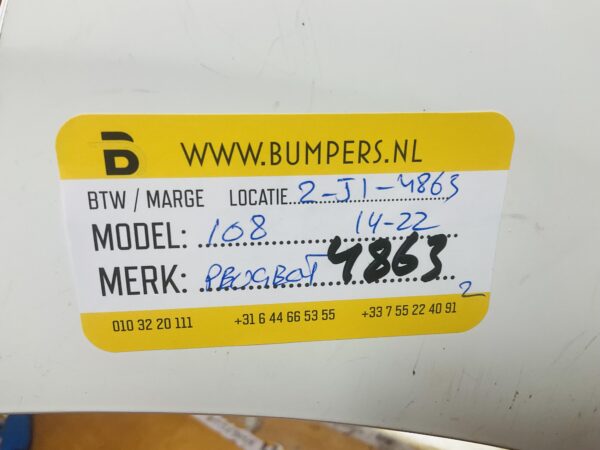 WWW.BUMPERS.NL
BTW / MARGE LOCATIE 2-J1-4863
MODEL: 108 14-22
MERK: PEUGEOT 4863
2
010 32 20 111 +31 6 44 66 53 55 +33 7 55 22 40 91